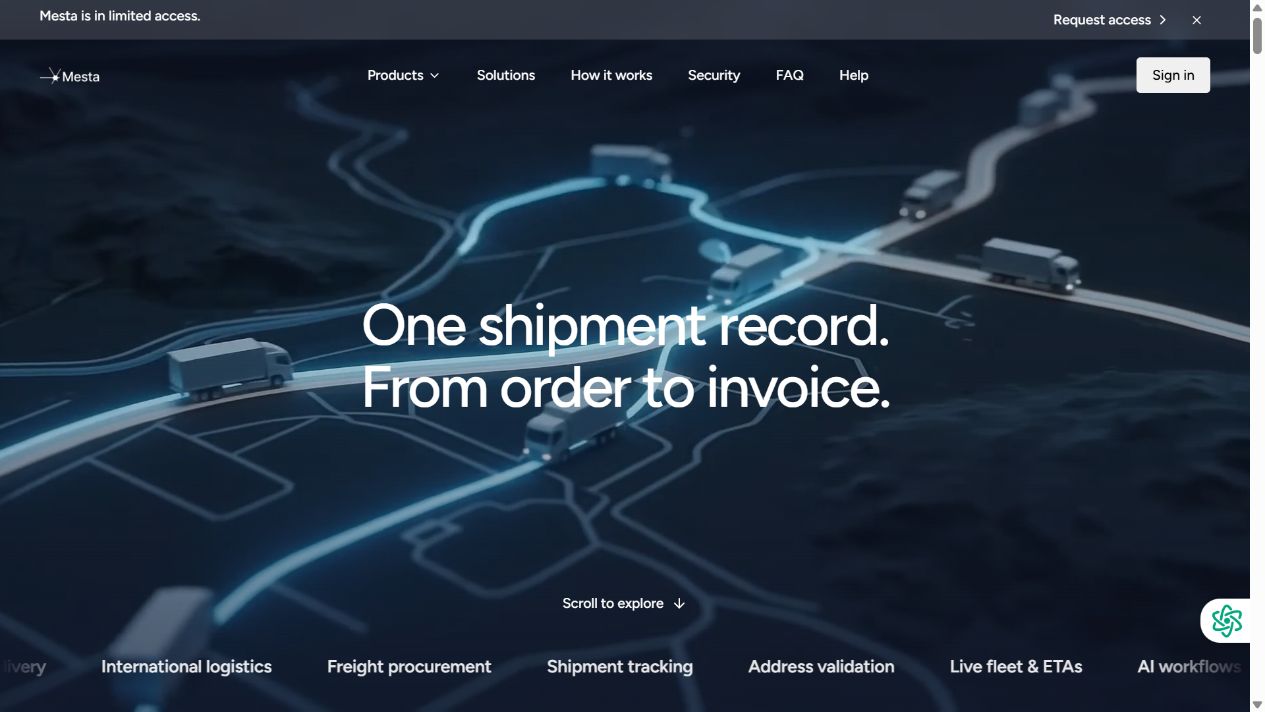 Mesta is in limited access.
Request access
Mesta
Products
Solutions
How it works
Security
FAQ
Help
Sign in
One shipment record.
From order to invoice.
Scroll to explore
livery
International logistics
Freight procurement
Shipment tracking
Address validation
Live fleet & ETAs
AI workflows